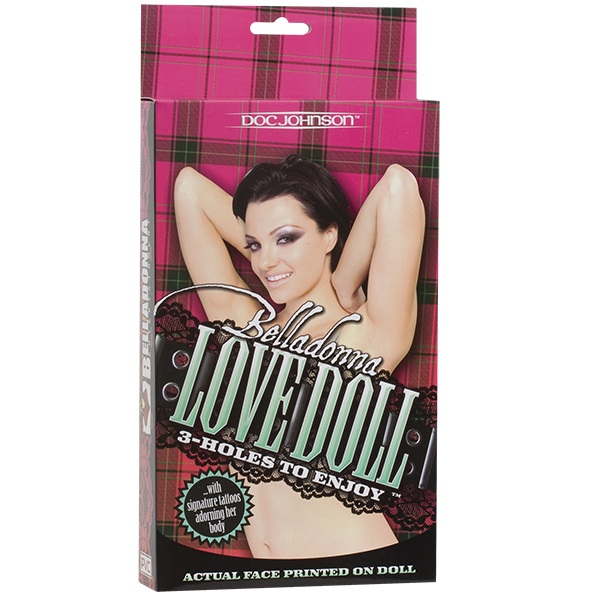 DOC JOHNSON™
Belladonna
LOVE DOLL
3-HOLES TO ENJOY™
...with
signature tattoos
adorning her
body
ACTUAL FACE PRINTED ON DOLL
BELLADONNA